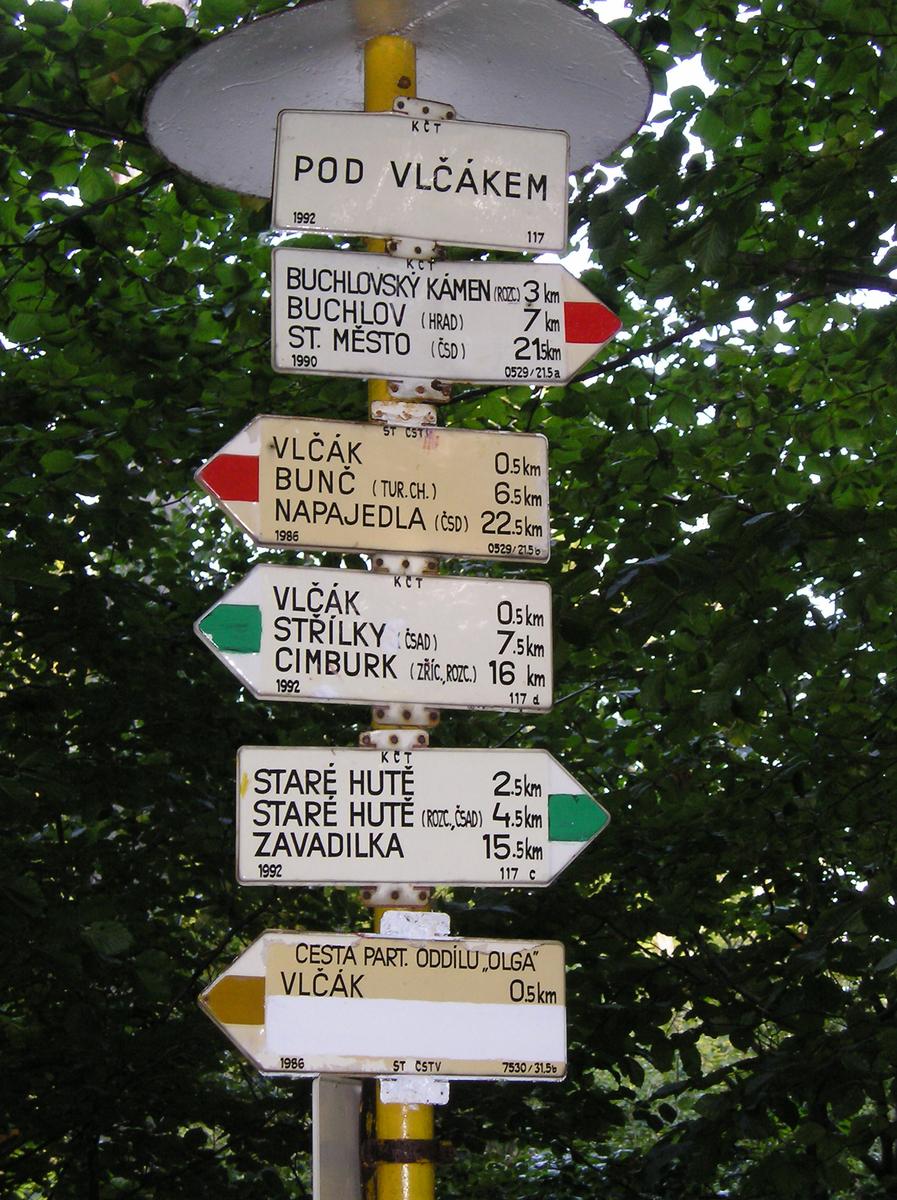 KČT
POD VLČÁKEM
1992 117
KČT
BUCHLOVSKÝ KÁMEN (ROZC.) 3 km
BUCHLOV (HRAD) 7 km
ST. MĚSTO (ČSD) 21.5 km
1990 0529/21.5a
ST ČSTV
VLČÁK 0.5 km
BUNČ (TUR.CH.) 6.5 km
NAPAJEDLA (ČSD) 22.5 km
1986 0529/21.5b
KČT
VLČÁK 0.5 km
STŘÍLKY (ČSAD) 7.5 km
CIMBURK (ZŘÍC., ROZC.) 16 km
1992 117 d
KČT
STARÉ HUTĚ 2.5 km
STARÉ HUTĚ (ROZC., ČSAD) 4.5 km
ZAVADILKA 15.5 km
1992 117 c
CESTA PART. ODDÍLU „OLGA"
VLČÁK 0.5 km
1986 ST ČSTV 7530/31.5b